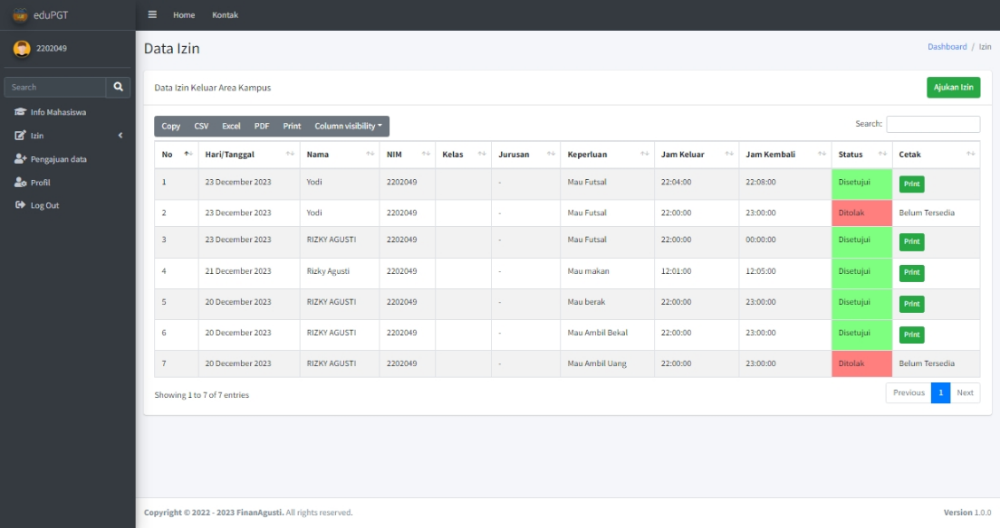 eduPGT
Home Kontak
2202049
Search
Info Mahasiswa
Izin
Pengajuan data
Profil
Log Out
Data Izin
Dashboard / Izin
Data Izin Keluar Area Kampus
Ajukan Izin
Copy CSV Excel PDF Print Column visibility
Search:
No Hari/Tanggal Nama NIM Kelas Jurusan Keperluan Jam Keluar Jam Kembali Status Cetak
1 23 December 2023 Yodi 2202049 - Mau Futsal 22:04:00 22:08:00 Disetujui Print
2 23 December 2023 Yodi 2202049 - Mau Futsal 22:00:00 23:00:00 Ditolak Belum Tersedia
3 23 December 2023 RIZKY AGUSTI 2202049 - Mau Futsal 22:00:00 00:00:00 Disetujui Print
4 21 December 2023 Rizky Agusti 2202049 - Mau makan 12:01:00 12:05:00 Disetujui Print
5 20 December 2023 RIZKY AGUSTI 2202049 - Mau berak 22:00:00 23:00:00 Disetujui Print
6 20 December 2023 RIZKY AGUSTI 2202049 - Mau Ambil Bekal 22:00:00 23:00:00 Disetujui Print
7 20 December 2023 RIZKY AGUSTI 2202049 - Mau Ambil Uang 22:00:00 23:00:00 Ditolak Belum Tersedia
Showing 1 to 7 of 7 entries
Previous 1 Next
Copyright © 2022 - 2023 FinanAgusti. All rights reserved.
Version 1.0.0